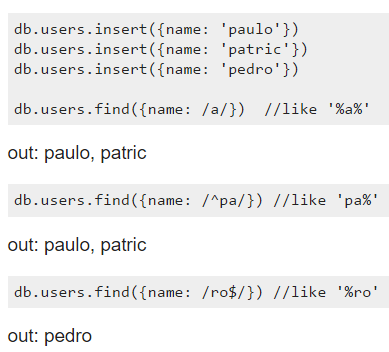 db.users.insert({name: 'paulo'})
db.users.insert({name: 'patric'})
db.users.insert({name: 'pedro'})
db.users.find({name: /a/})  //like '%a%'
out: paulo, patric
db.users.find({name: /^pa/}) //like 'pa%'
out: paulo, patric
db.users.find({name: /ro$/}) //like '%ro'
out: pedro